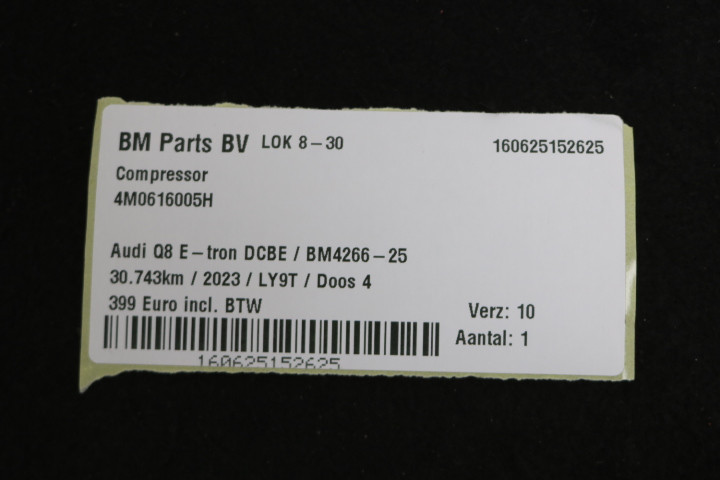 BM Parts BV LOK 8-30 160625152625
Compressor
4M0616005H
Audi Q8 E-tron DCBE / BM4266-25
30.743km / 2023 / LY9T / Doos 4
399 Euro incl. BTW
Verz: 10
Aantal: 1
160625152625